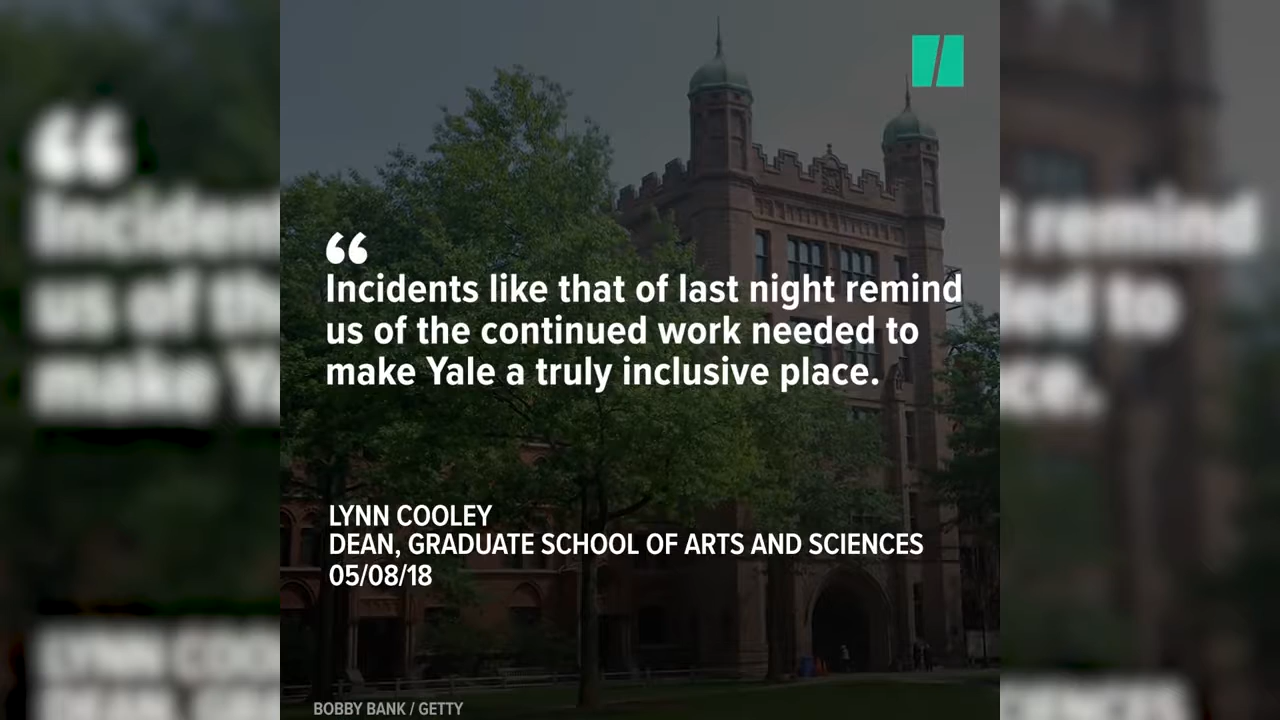 “
Incidents like that of last night remind
us of the continued work needed to
make Yale a truly inclusive place.
LYNN COOLEY
DEAN, GRADUATE SCHOOL OF ARTS AND SCIENCES
05/08/18
BOBBY BANK / GETTY